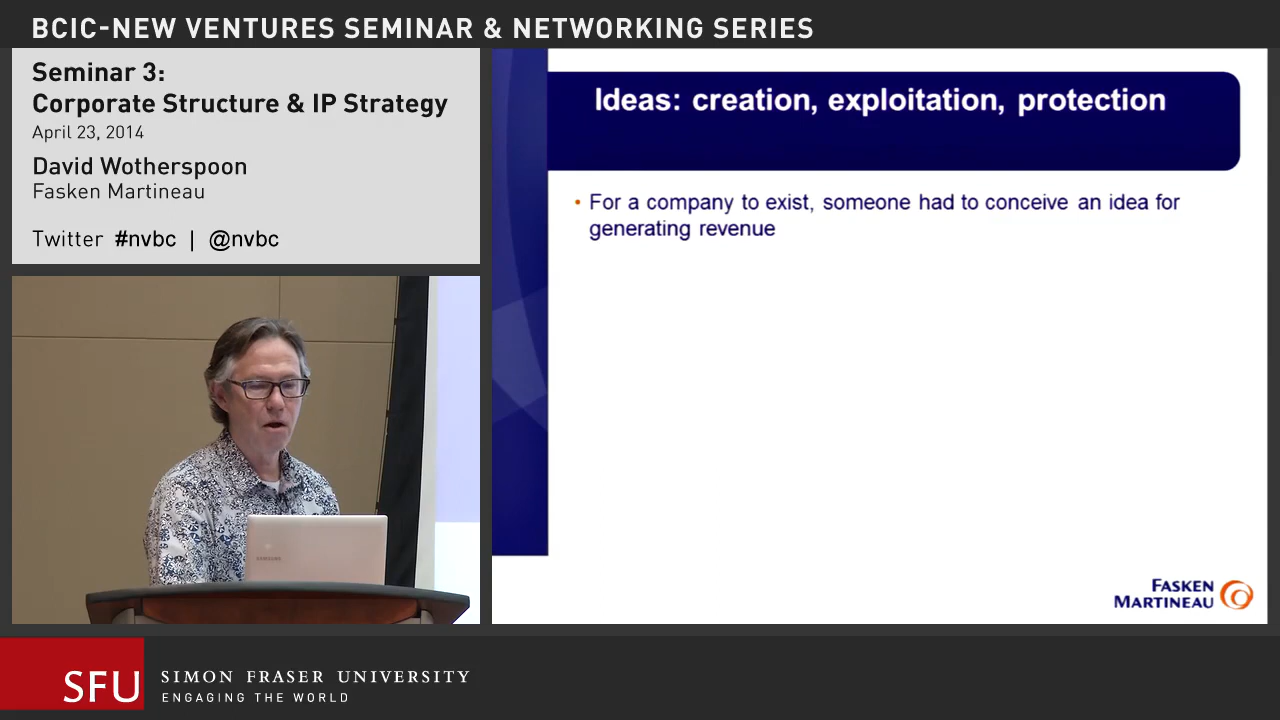 BCIC-NEW VENTURES SEMINAR & NETWORKING SERIES
Seminar 3:
Corporate Structure & IP Strategy
April 23, 2014
David Wotherspoon
Fasken Martineau
Twitter #nvbc | @nvbc
Ideas: creation, exploitation, protection
• For a company to exist, someone had to conceive an idea for
generating revenue
SAMSUNG
FASKEN
MARTINEAU
SFU
SIMON FRASER UNIVERSITY
ENGAGING THE WORLD